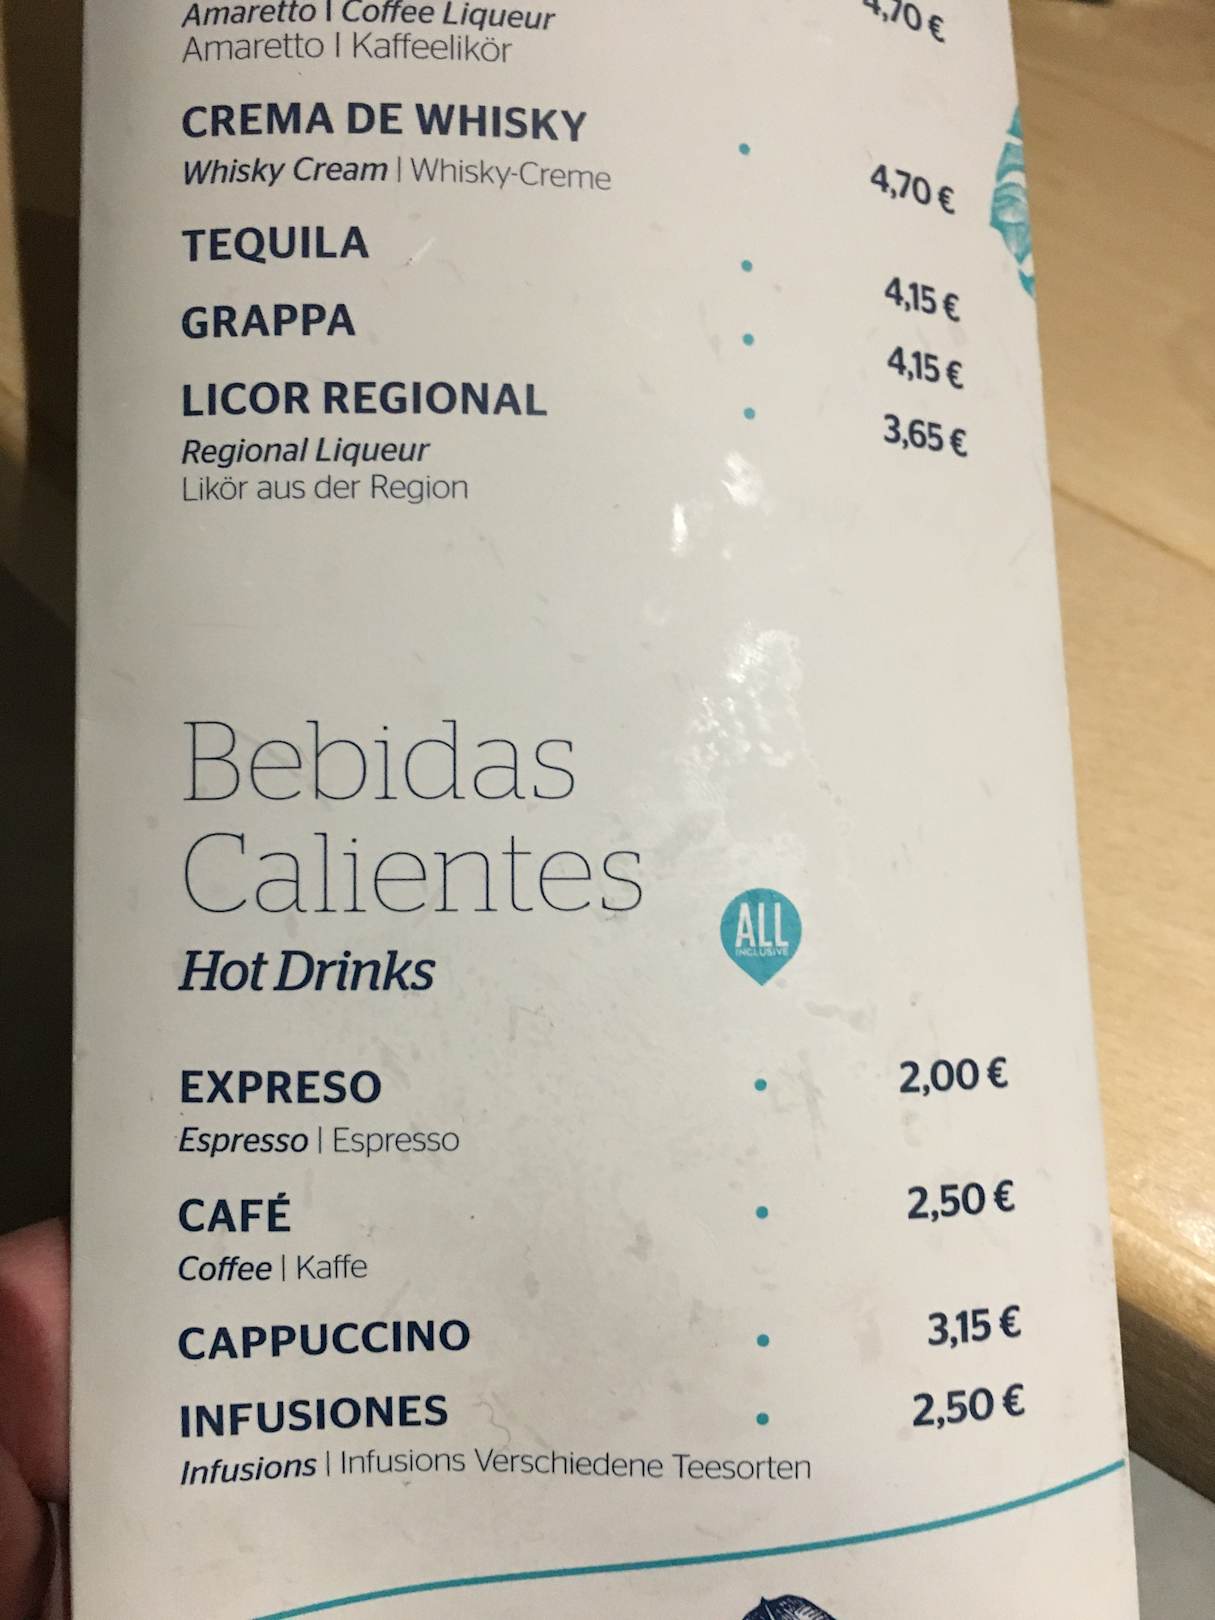 Amaretto | Coffee Liqueur
4,70 €
Amaretto | Kaffeelikör
CREMA DE WHISKY
Whisky Cream | Whisky-Creme
4,70 €
TEQUILA
4,15 €
GRAPPA
4,15 €
LICOR REGIONAL
3,65 €
Regional Liqueur
Likör aus der Region
Bebidas
Calientes
ALL
INCLUSIVE
Hot Drinks
EXPRESO
2,00 €
Espresso | Espresso
CAFÉ
2,50 €
Coffee | Kaffe
CAPPUCCINO
3,15 €
INFUSIONES
2,50 €
Infusions | Infusions Verschiedene Teesorten